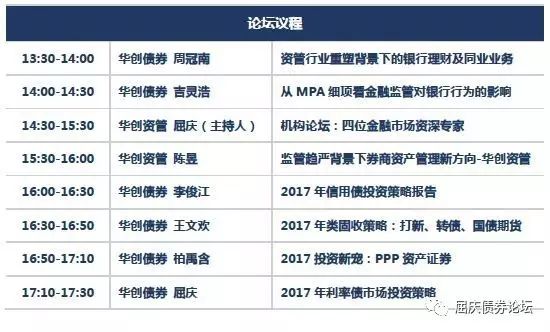 论坛议程
13:30-14:00 华创债券 周冠南 资管行业重塑背景下的银行理财及同业业务
14:00-14:30 华创债券 吉灵浩 从 MPA 细项看金融监管对银行行为的影响
14:30-15:30 华创资管 屈庆（主持人） 机构论坛：四位金融市场资深专家
15:30-16:00 华创资管 陈昱 监管趋严背景下券商资产管理新方向-华创资管
16:00-16:30 华创债券 李俊江 2017 年信用债投资策略报告
16:30-16:50 华创债券 王文欢 2017 年类固收策略：打新、转债、国债期货
16:50-17:10 华创债券 柏禹含 2017 投资新宠：PPP 资产证券
17:10-17:30 华创债券 屈庆 2017 年利率债市场投资策略
屈庆债券论坛